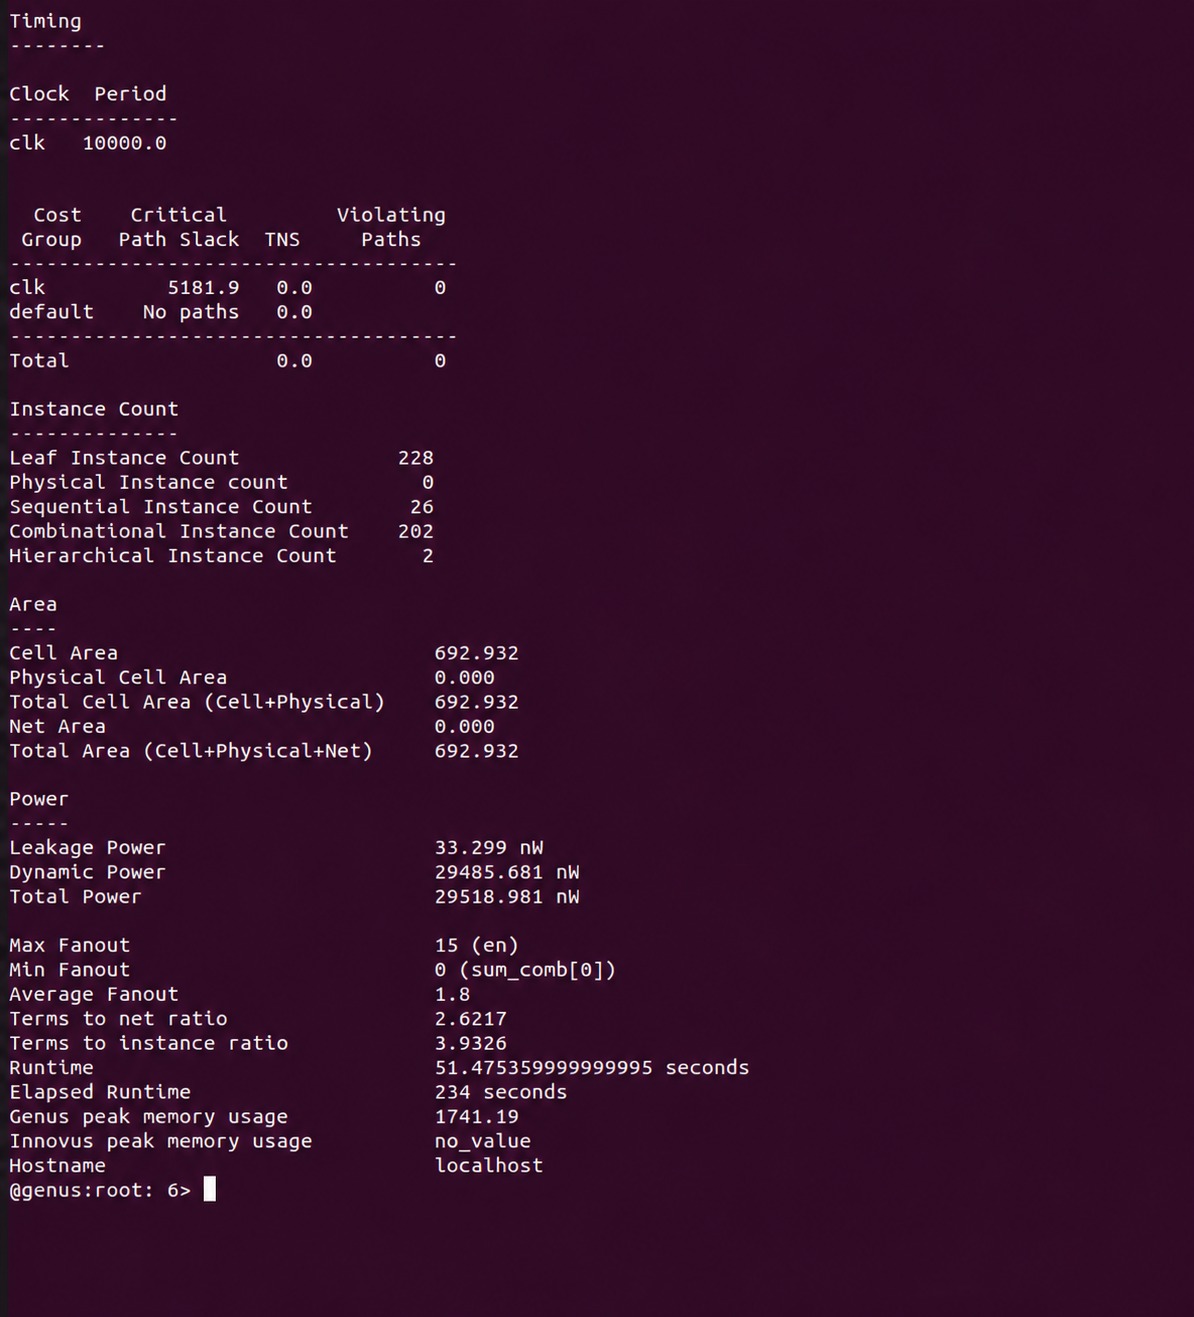 Timing
--------
Clock  Period
--------------
clk   10000.0
  Cost    Critical         Violating
 Group   Path Slack  TNS     Paths
-------------------------------------
clk          5181.9   0.0          0
default    No paths   0.0
-------------------------------------
Total                 0.0          0
Instance Count
--------------
Leaf Instance Count             228
Physical Instance count           0
Sequential Instance Count        26
Combinational Instance Count    202
Hierarchical Instance Count       2
Area
----
Cell Area                          692.932
Physical Cell Area                 0.000
Total Cell Area (Cell+Physical)    692.932
Net Area                           0.000
Total Area (Cell+Physical+Net)     692.932
Power
-----
Leakage Power                      33.299 nW
Dynamic Power                      29485.681 nW
Total Power                        29518.981 nW
Max Fanout                         15 (en)
Min Fanout                         0 (sum_comb[0])
Average Fanout                     1.8
Terms to net ratio                 2.6217
Terms to instance ratio            3.9326
Runtime                            51.475359999999995 seconds
Elapsed Runtime                    234 seconds
Genus peak memory usage            1741.19
Innovus peak memory usage          no_value
Hostname                           localhost
@genus:root: 6>